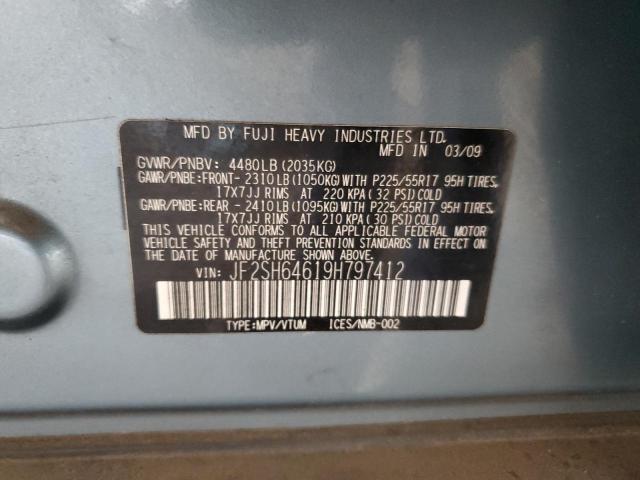 MFD BY FUJI HEAVY INDUSTRIES LTD.
MFD IN 03/09
GVWR/PNBV: 4480LB(2035KG)
GAWR/PNBE:FRONT- 2310LB(1050KG)WITH P225/55R17 95H TIRES,
17X7JJ RIMS AT 220 KPA(32 PSI)COLD
GAWR/PNBE:REAR - 2410LB(1095KG)WITH P225/55R17 95H TIRES,
17X7JJ RIMS AT 210 KPA(30 PSI)COLD
THIS VEHICLE CONFORMS TO ALL APPLICABLE FEDERAL MOTOR
VEHICLE SAFETY AND THEFT PREVENTION STANDARDS IN EFFECT ON
THE DATE OF MANUFACTURE SHOWN ABOVE.
VIN: JF2SH64619H797412
TYPE:MPV/VTUM ICES/NMB-002